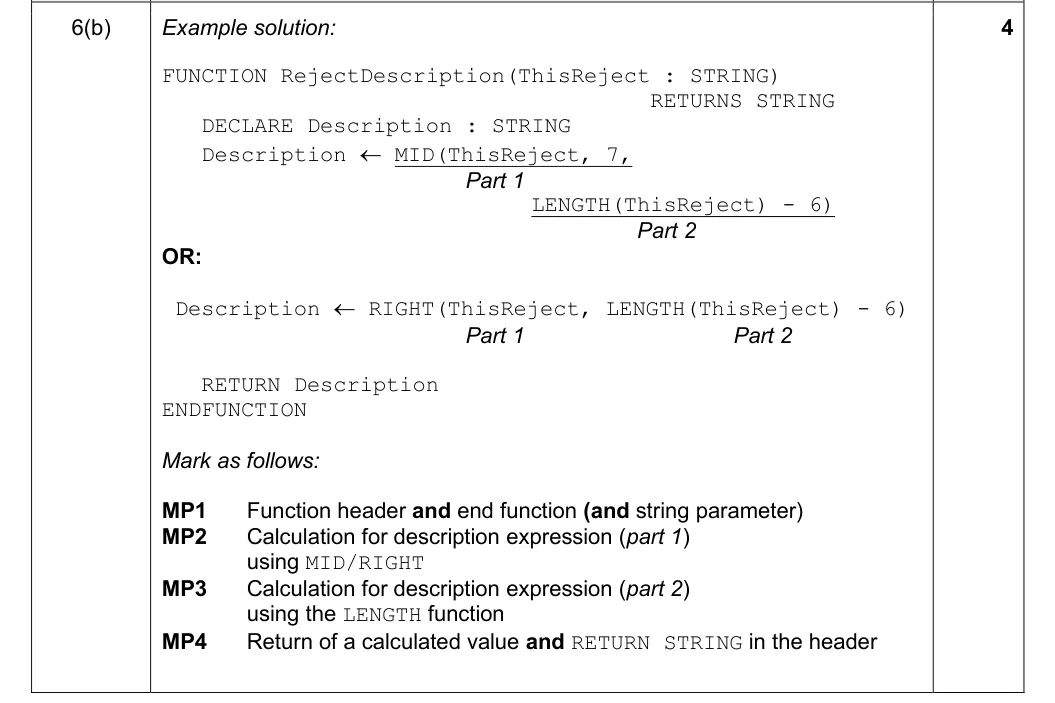 6(b) Example solution: 4
FUNCTION RejectDescription(ThisReject : STRING)
RETURNS STRING
DECLARE Description : STRING
Description ← MID(ThisReject, 7,
Part 1
LENGTH(ThisReject) - 6)
Part 2
OR:
Description ← RIGHT(ThisReject, LENGTH(ThisReject) - 6)
Part 1 Part 2
RETURN Description
ENDFUNCTION
Mark as follows:
MP1 Function header and end function (and string parameter)
MP2 Calculation for description expression (part 1)
using MID/RIGHT
MP3 Calculation for description expression (part 2)
using the LENGTH function
MP4 Return of a calculated value and RETURN STRING in the header